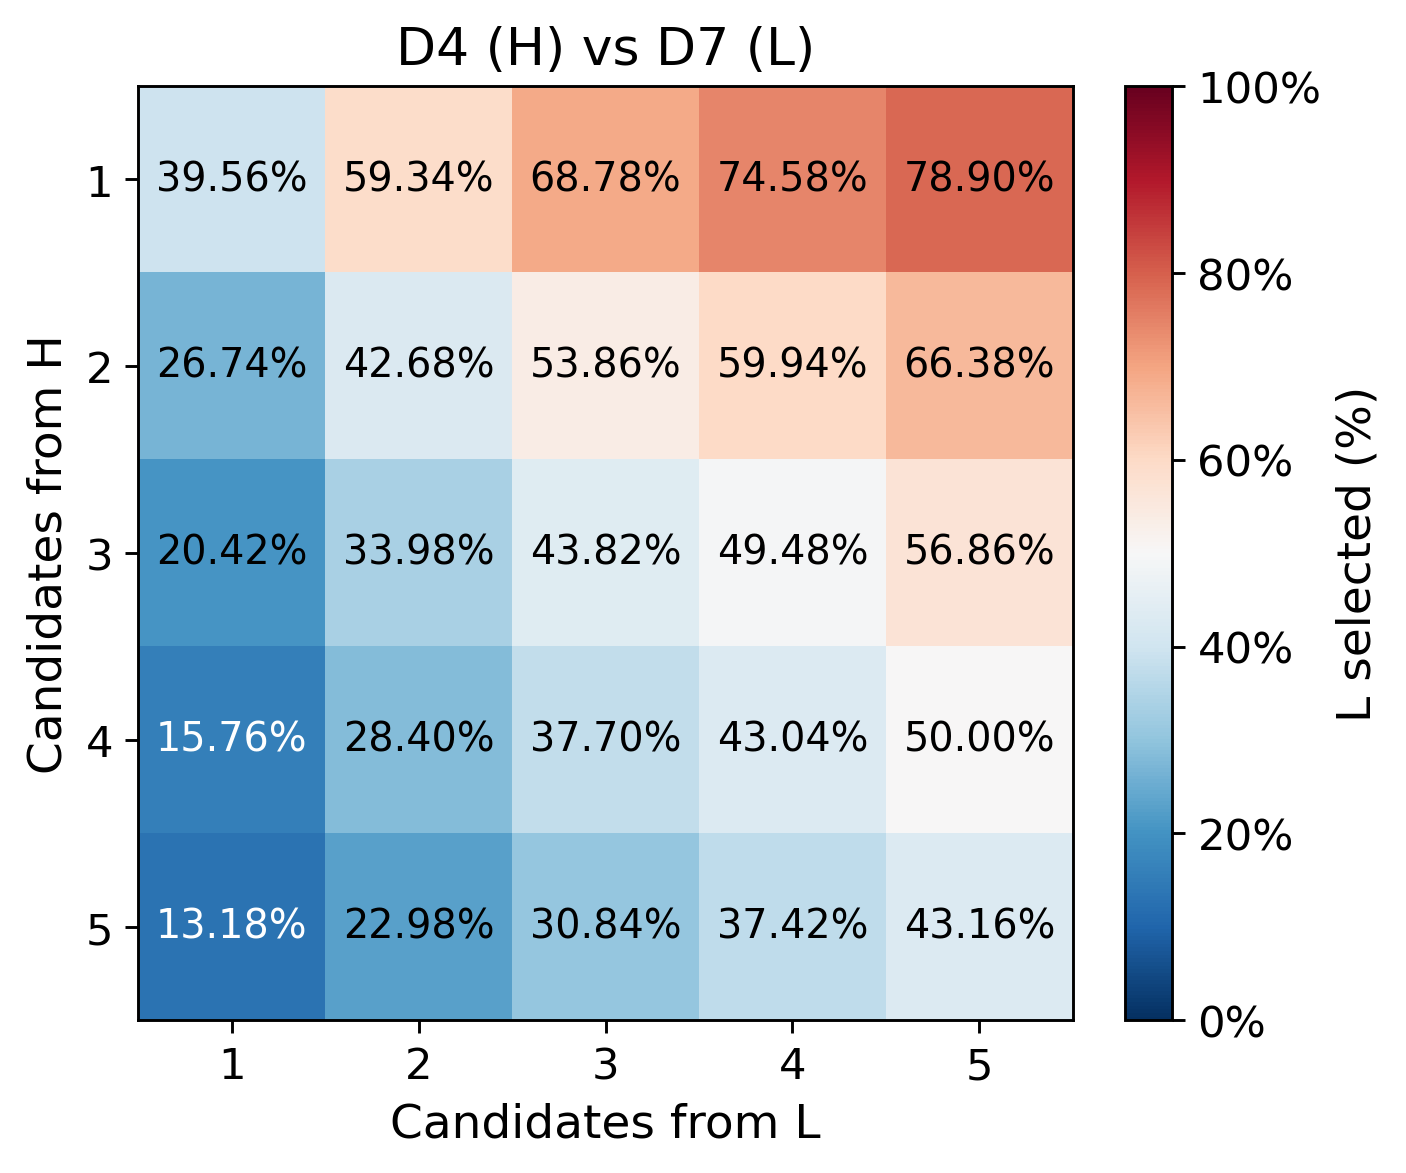 D4 (H) vs D7 (L)
Candidates from H
1 39.56% 59.34% 68.78% 74.58% 78.90%
2 26.74% 42.68% 53.86% 59.94% 66.38%
3 20.42% 33.98% 43.82% 49.48% 56.86%
4 15.76% 28.40% 37.70% 43.04% 50.00%
5 13.18% 22.98% 30.84% 37.42% 43.16%
1 2 3 4 5
Candidates from L
100%
80%
60%
40%
20%
0%
L selected (%)